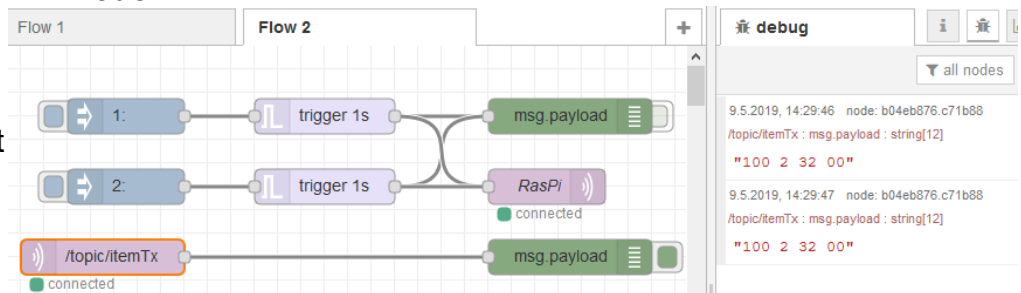 Flow 1
Flow 2
+
debug
i
all nodes
1:
trigger 1s
msg.payload
t
2:
trigger 1s
RasPi
connected
/topic/itemTx
msg.payload
connected
9.5.2019, 14:29:46 node: b04eb876.c71b88
/topic/itemTx : msg.payload : string[12]
"100 2 32 00"
9.5.2019, 14:29:47 node: b04eb876.c71b88
/topic/itemTx : msg.payload : string[12]
"100 2 32 00"